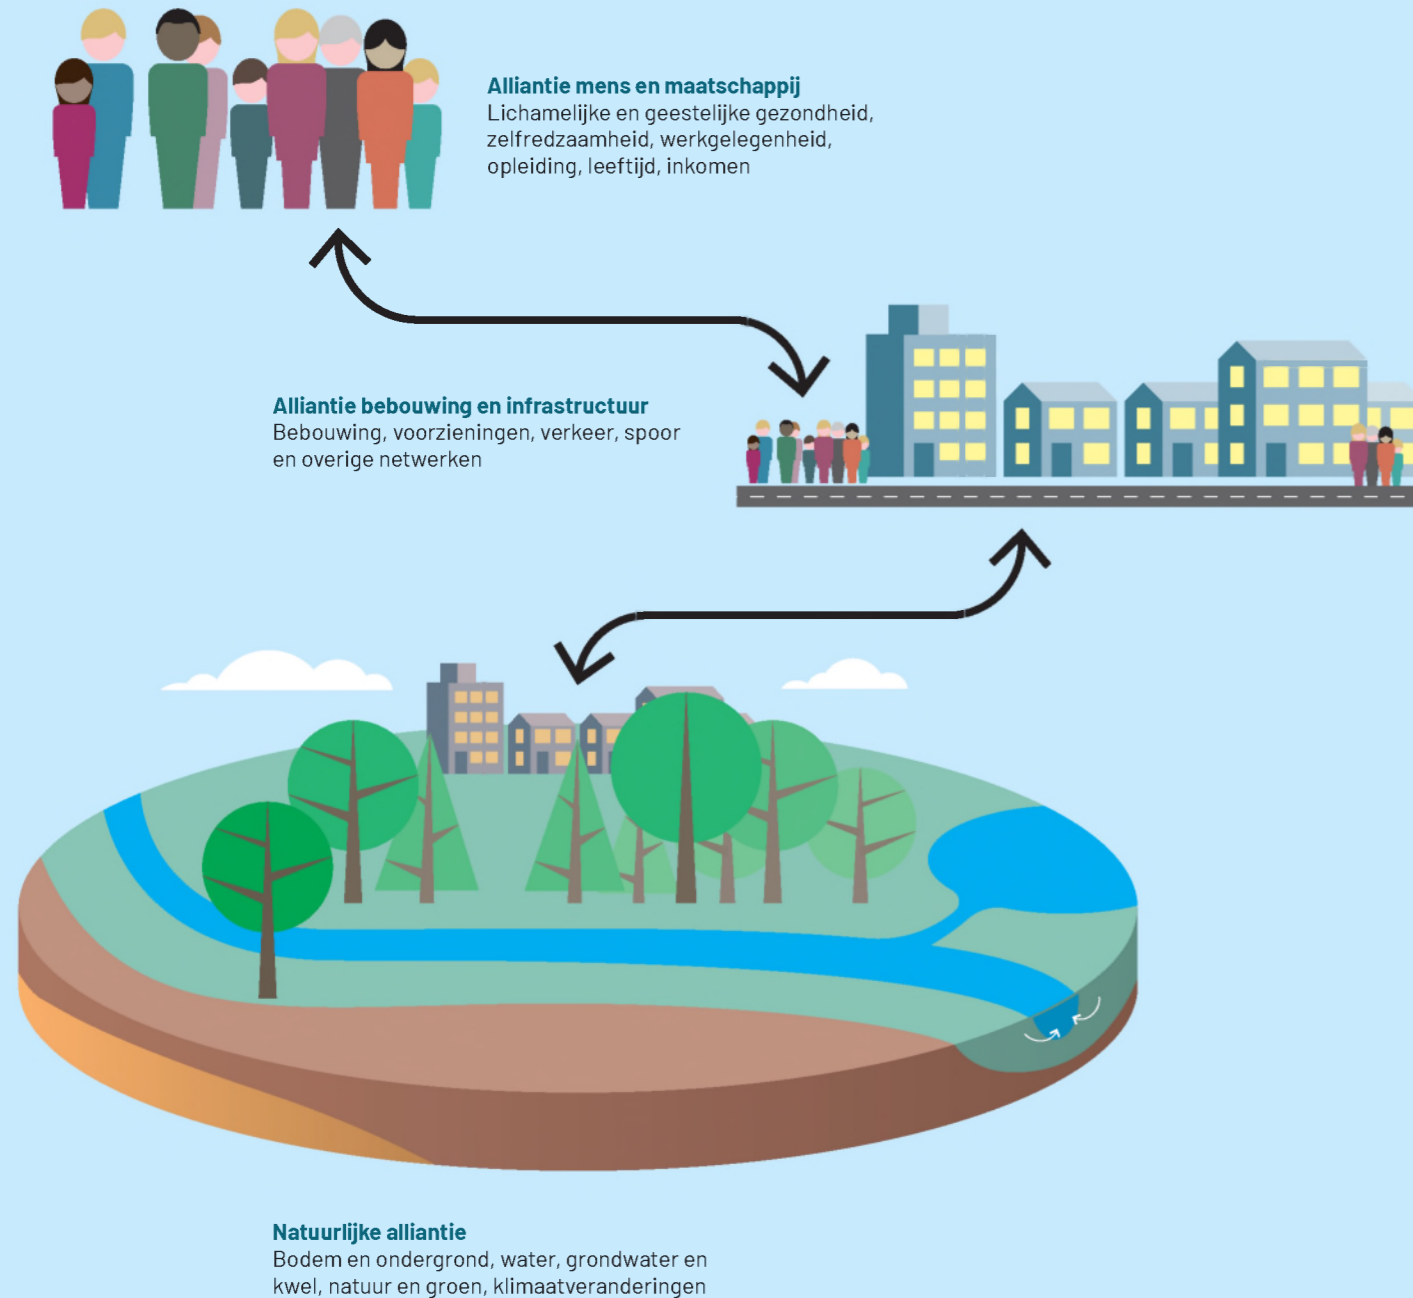 Alliantie mens en maatschappij
Lichamelijke en geestelijke gezondheid,
zelfredzaamheid, werkgelegenheid,
opleiding, leeftijd, inkomen
Alliantie bebouwing en infrastructuur
Bebouwing, voorzieningen, verkeer, spoor
en overige netwerken
Natuurlijke alliantie
Bodem en ondergrond, water, grondwater en
kwel, natuur en groen, klimaatveranderingen